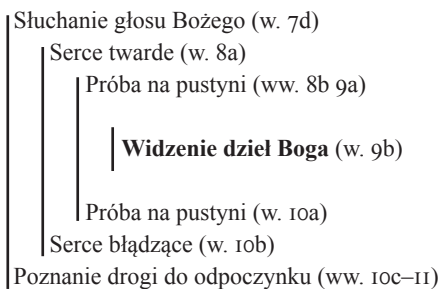 Słuchanie głosu Bożego (w. 7d)
Serce twarde (w. 8a)
Próba na pustyni (ww. 8b 9a)
Widzenie dzieł Boga (w. 9b)
Próba na pustyni (w. 10a)
Serce błądzące (w. 10b)
Poznanie drogi do odpoczynku (ww. 10c–11)